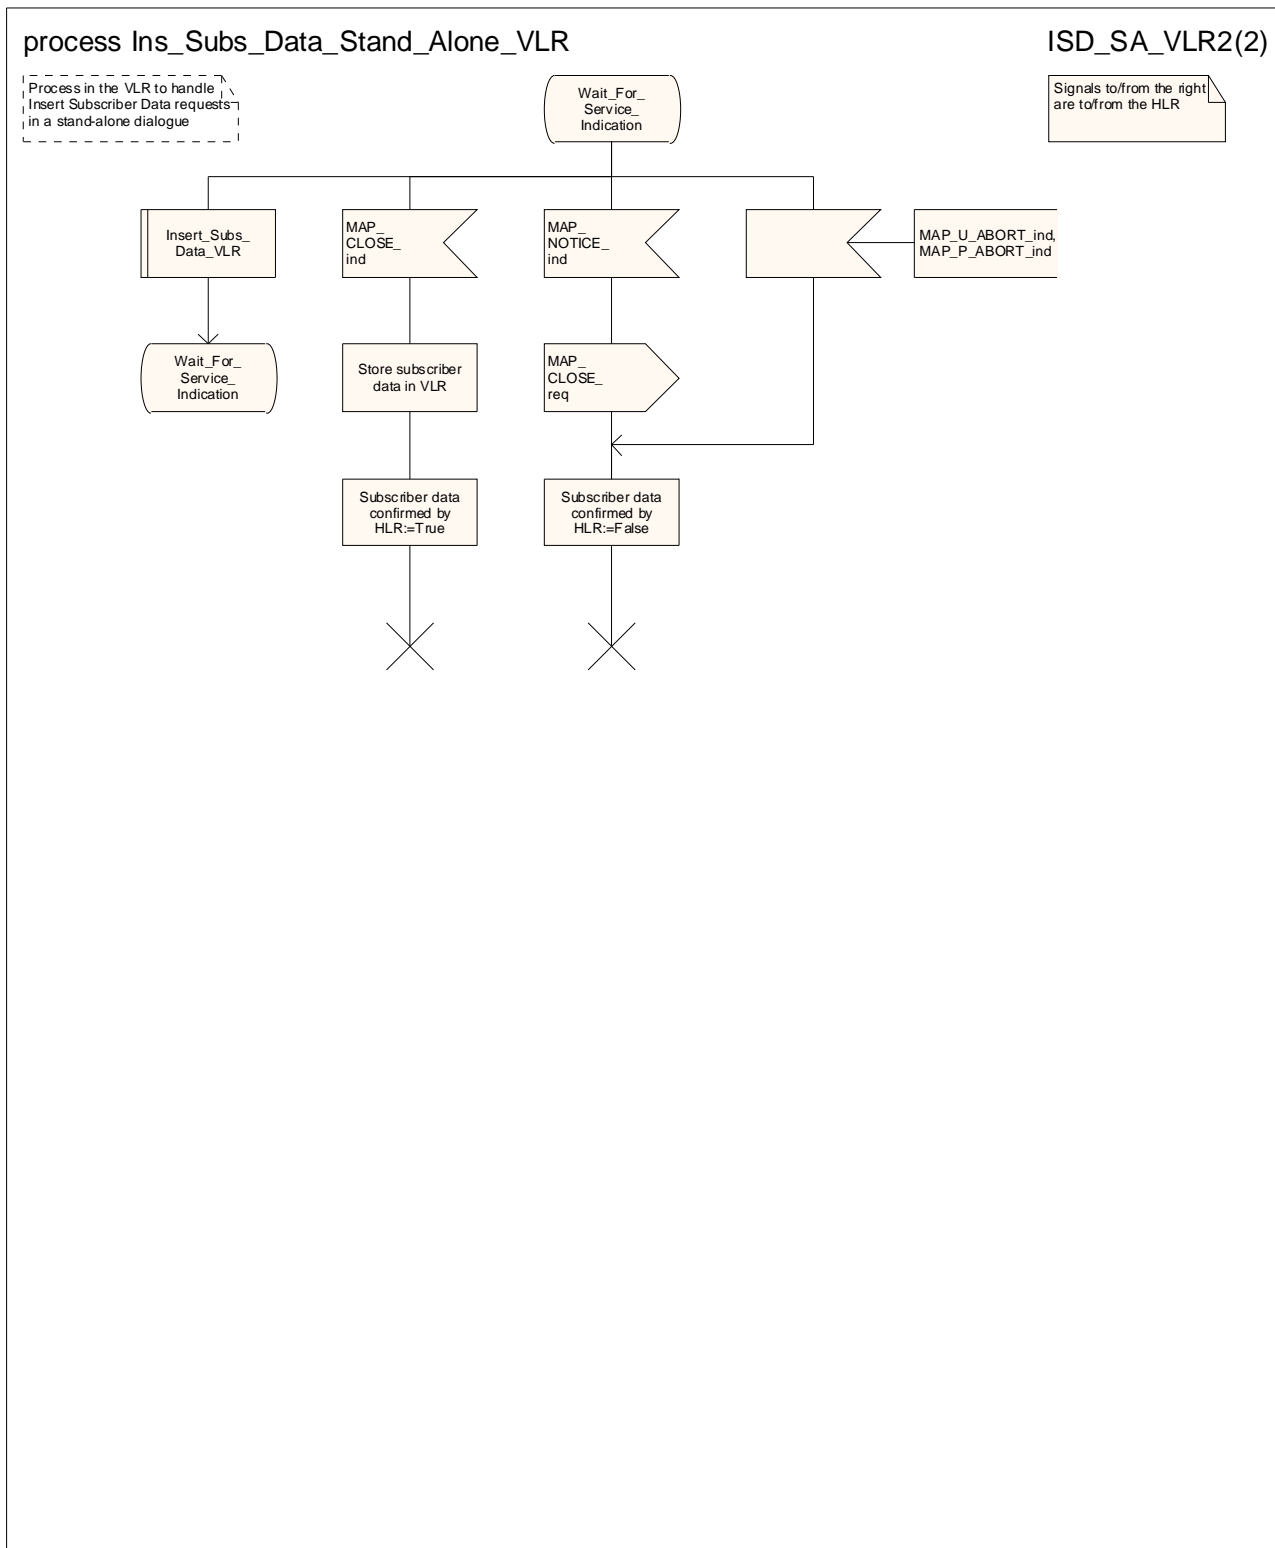 process Ins_Subs_Data_Stand_Alone_VLR
ISD_SA_VLR2(2)
Process in the VLR to handle
Insert Subscriber Data requests
in a stand-alone dialogue
Wait_For_
Service_
Indication
Signals to/from the right
are to/from the HLR
Insert_Subs_
Data_VLR
MAP_
CLOSE_
ind
MAP_
NOTICE_
ind
MAP_U_ABORT_ind,
MAP_P_ABORT_ind
Wait_For_
Service_
Indication
Store subscriber
data in VLR
MAP_
CLOSE_
req
Subscriber data
confirmed by
HLR:=True
Subscriber data
confirmed by
HLR:=False